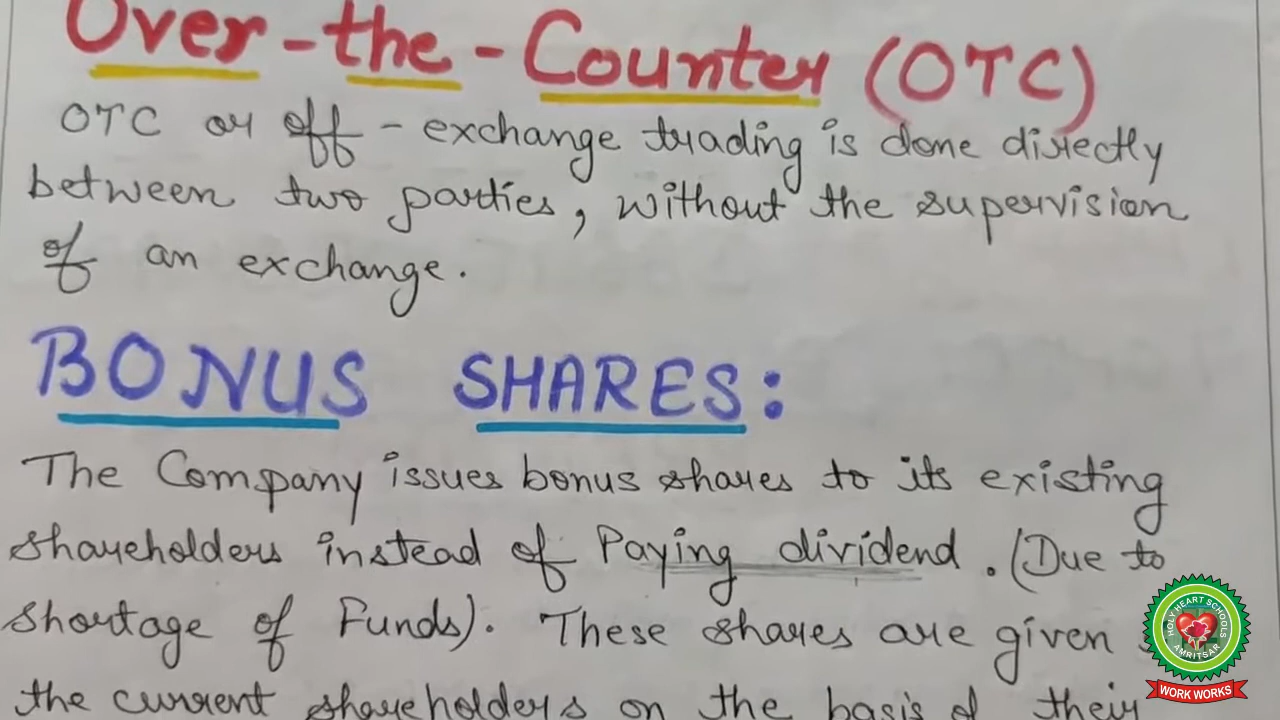 Over-the-Counter (OTC)
OTC or off-exchange trading is done directly
between two parties, without the supervision
of an exchange.
BONUS SHARES:
The Company issues bonus shares to its existing
shareholders instead of Paying dividend. (Due to
shortage of Funds). These shares are given
the current shareholders on the basis of their
HOLY HEART SCHOOLS
AMRITSAR
WORK WORKS